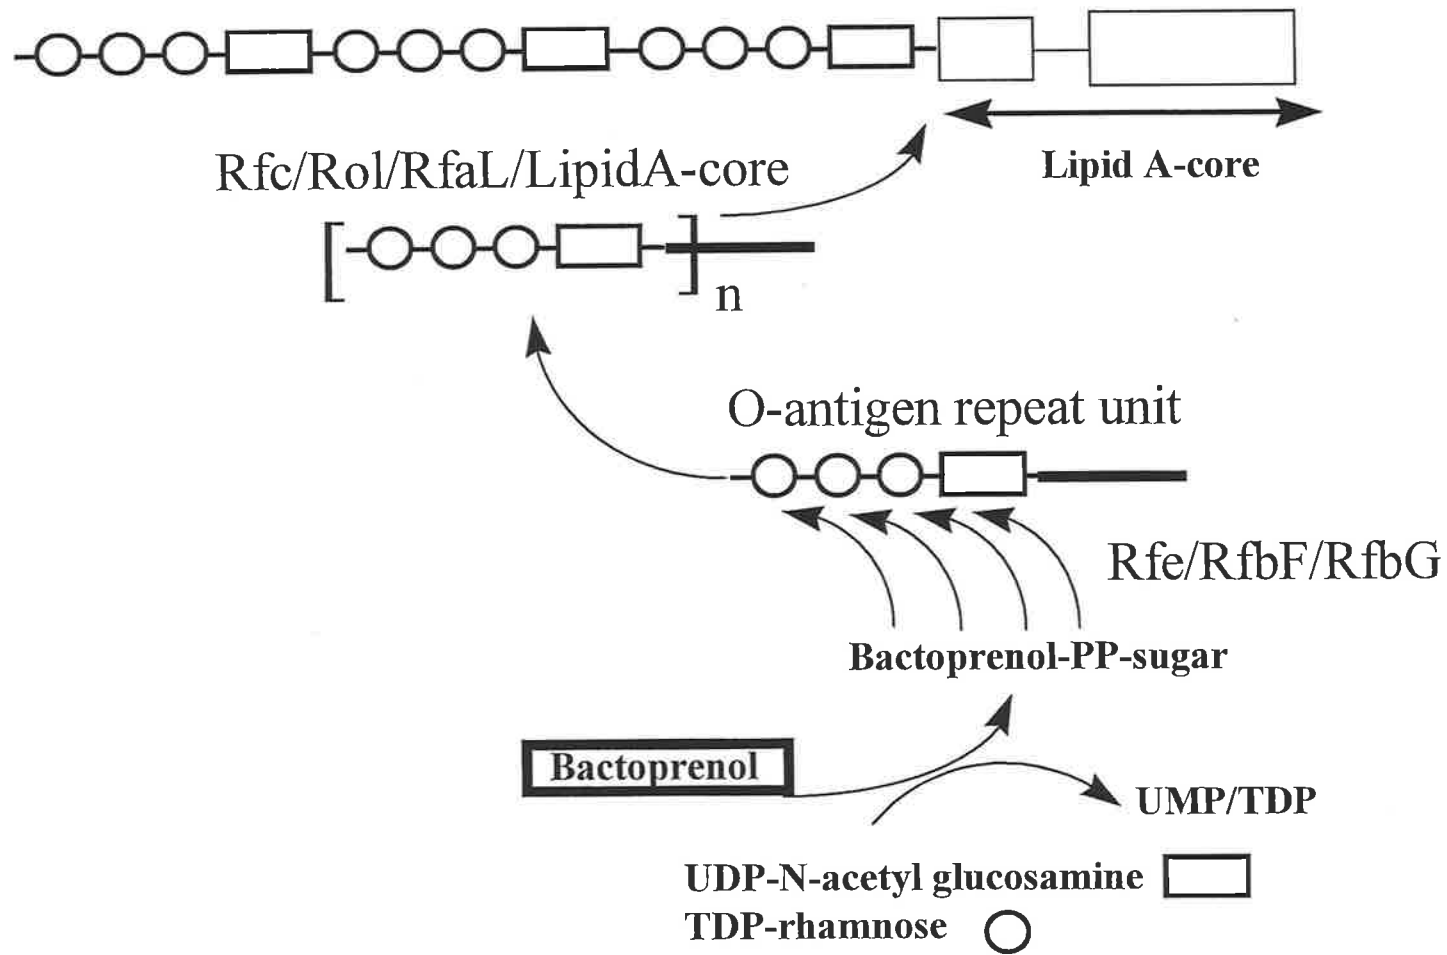 Rfc/Rol/RfaL/LipidA-core
Lipid A-core
n
O-antigen repeat unit
Rfe/RfbF/RfbG
Bactoprenol-PP-sugar
Bactoprenol
UMP/TDP
UDP-N-acetyl glucosamine
TDP-rhamnose